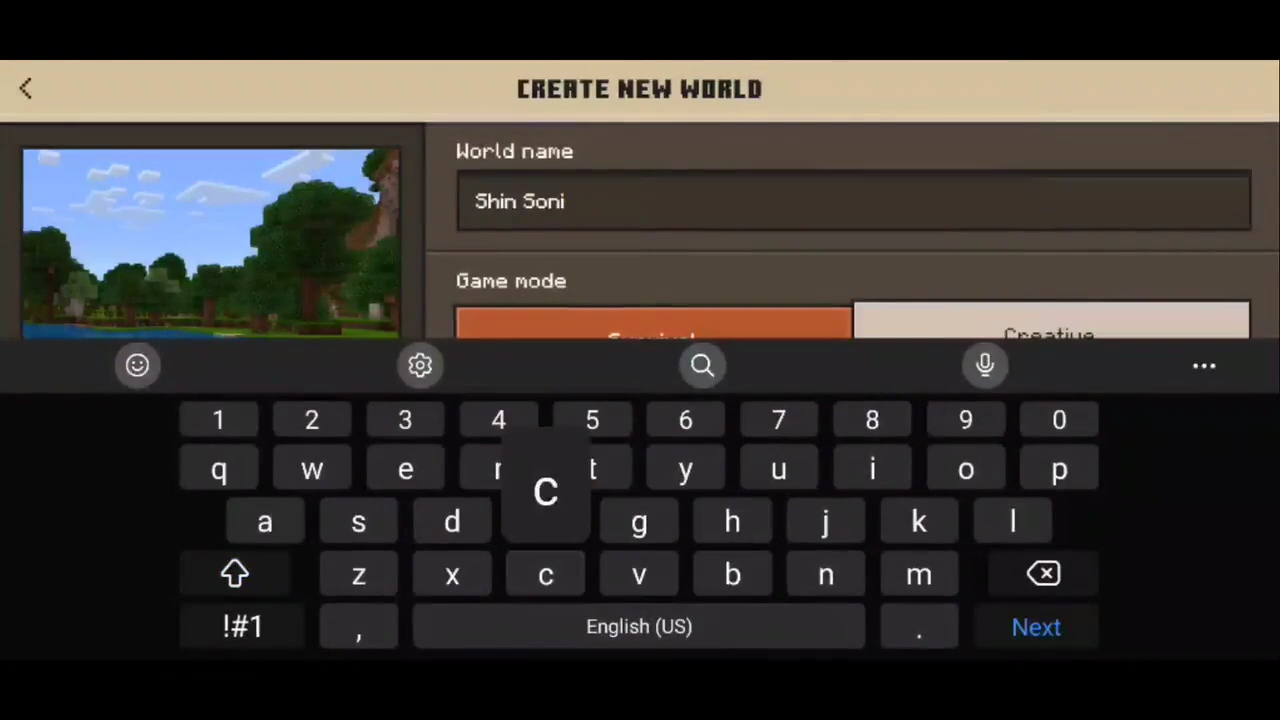 CREATE NEW WORLD
World name
Shin Soni
Game mode
Survival
Creative
1 2 3 4 5 6 7 8 9 0
q w e r t y u i o p
c
a s d g h j k l
z x c v b n m
!#1 , English (US) . Next